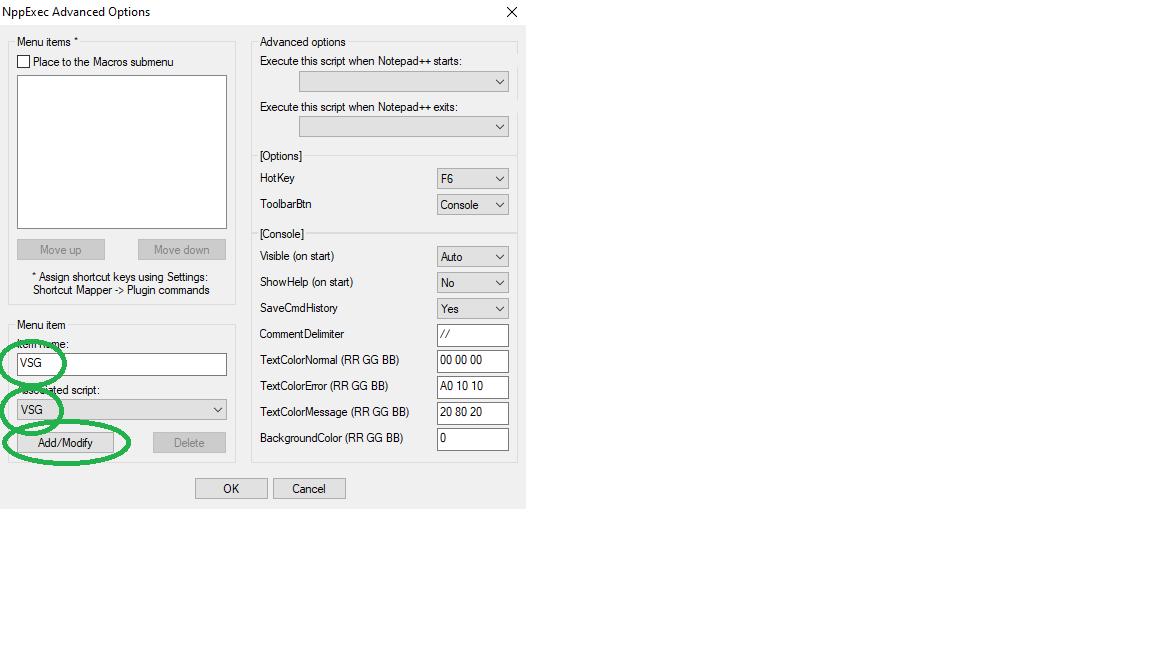 NppExec Advanced Options
Menu items *
Place to the Macros submenu
Move up
Move down
* Assign shortcut keys using Settings:
Shortcut Mapper -> Plugin commands
Menu item
Item name:
VSG
Associated script:
VSG
Add/Modify
Delete
Advanced options
Execute this script when Notepad++ starts:
Execute this script when Notepad++ exits:
[Options]
HotKey
F6
ToolbarBtn
Console
[Console]
Visible (on start)
Auto
ShowHelp (on start)
No
SaveCmdHistory
Yes
CommentDelimiter
//
TextColorNormal (RR GG BB)
00 00 00
TextColorError (RR GG BB)
A0 10 10
TextColorMessage (RR GG BB)
20 80 20
BackgroundColor (RR GG BB)
0
OK
Cancel